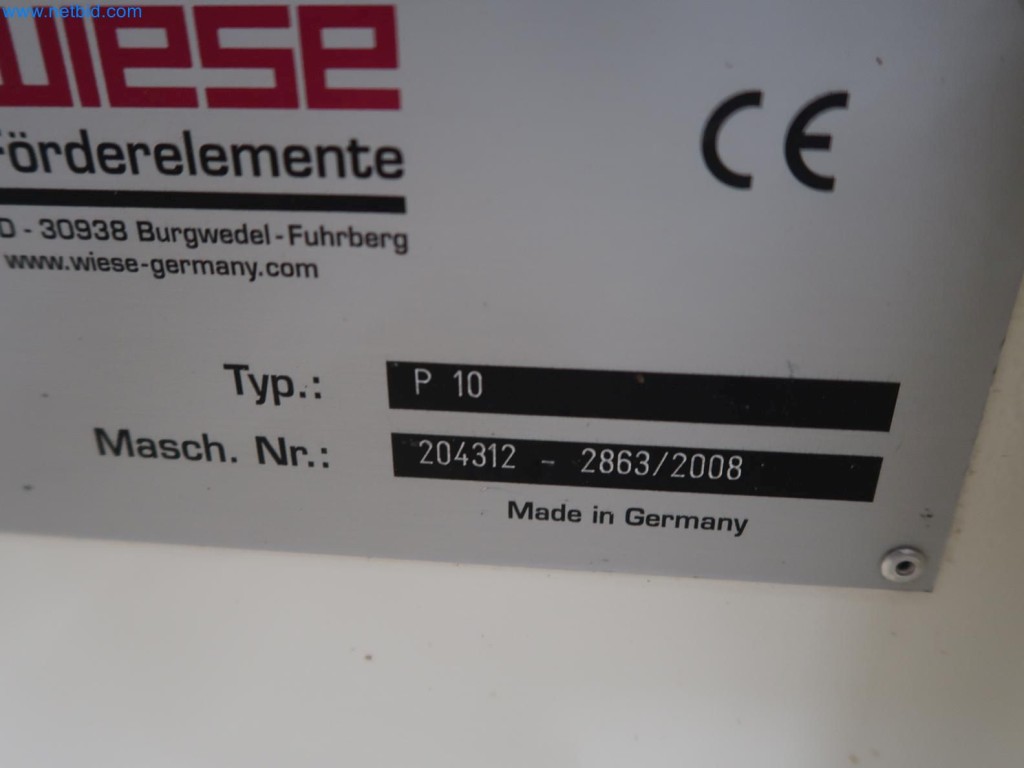 www.netbid.com
WIESE
Förderelemente
D - 30938 Burgwedel-Fuhrberg
www.wiese-germany.com
CE
Typ.: P 10
Masch. Nr.: 204312 - 2863/2008
Made in Germany